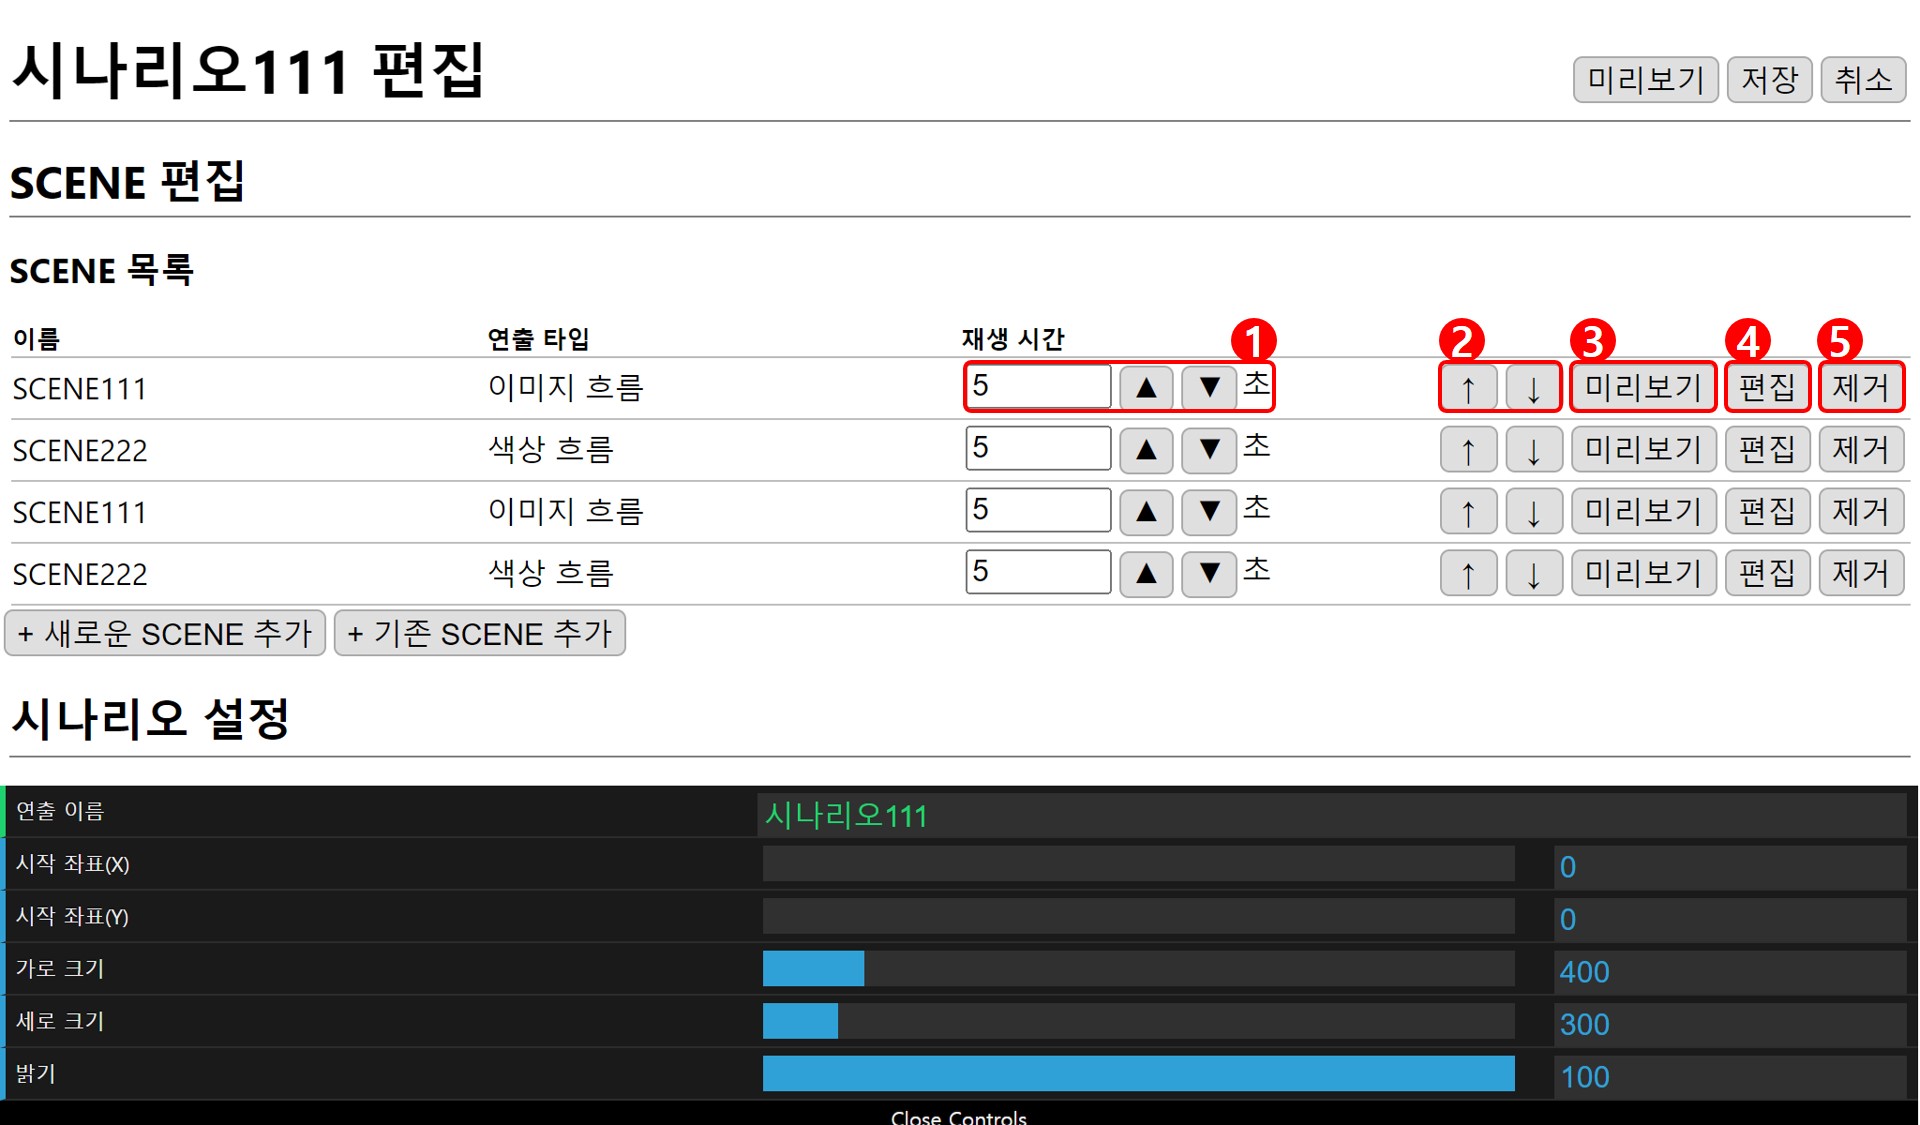 시나리오111 편집
미리보기 저장 취소
SCENE 편집
SCENE 목록
이름 연출 타입 재생 시간 1 2 3 4 5
SCENE111 이미지 흐름 5 ▲ ▼ 초 ↑ ↓ 미리보기 편집 제거
SCENE222 색상 흐름 5 ▲ ▼ 초 ↑ ↓ 미리보기 편집 제거
SCENE111 이미지 흐름 5 ▲ ▼ 초 ↑ ↓ 미리보기 편집 제거
SCENE222 색상 흐름 5 ▲ ▼ 초 ↑ ↓ 미리보기 편집 제거
+ 새로운 SCENE 추가 + 기존 SCENE 추가
시나리오 설정
연출 이름 시나리오111
시작 좌표(X) 0
시작 좌표(Y) 0
가로 크기 400
세로 크기 300
밝기 100
Close Controls